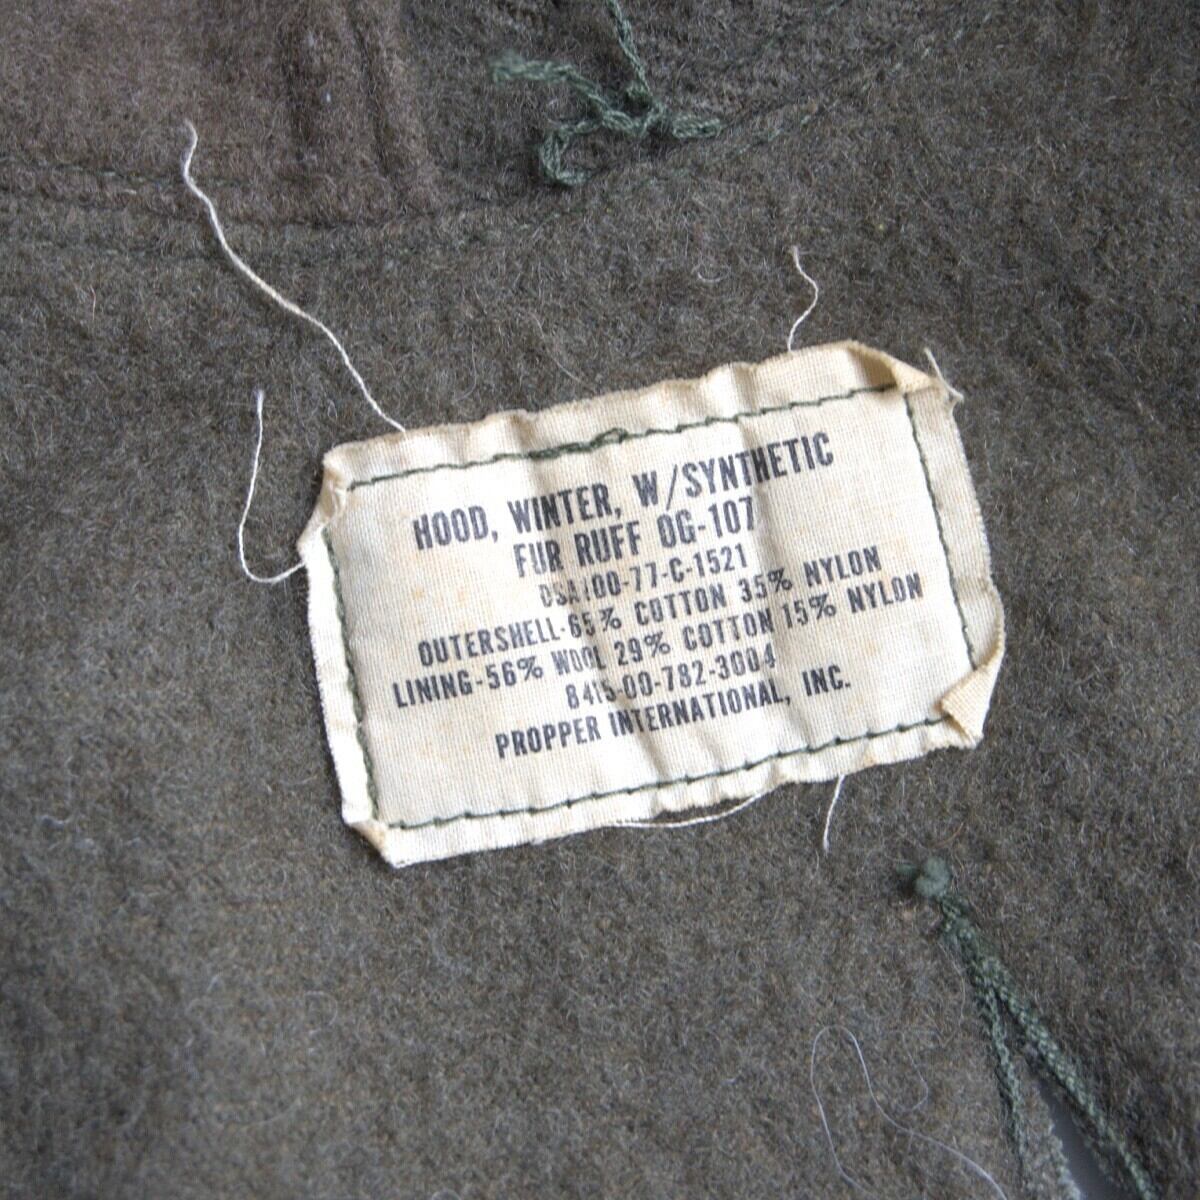 HOOD, WINTER, W/SYNTHETIC
FUR RUFF OG-107
DSA100-77-C-1521
OUTERSHELL-65% COTTON 35% NYLON
LINING-56% WOOL 29% COTTON 15% NYLON
8415-00-782-3004
PROPPER INTERNATIONAL, INC.